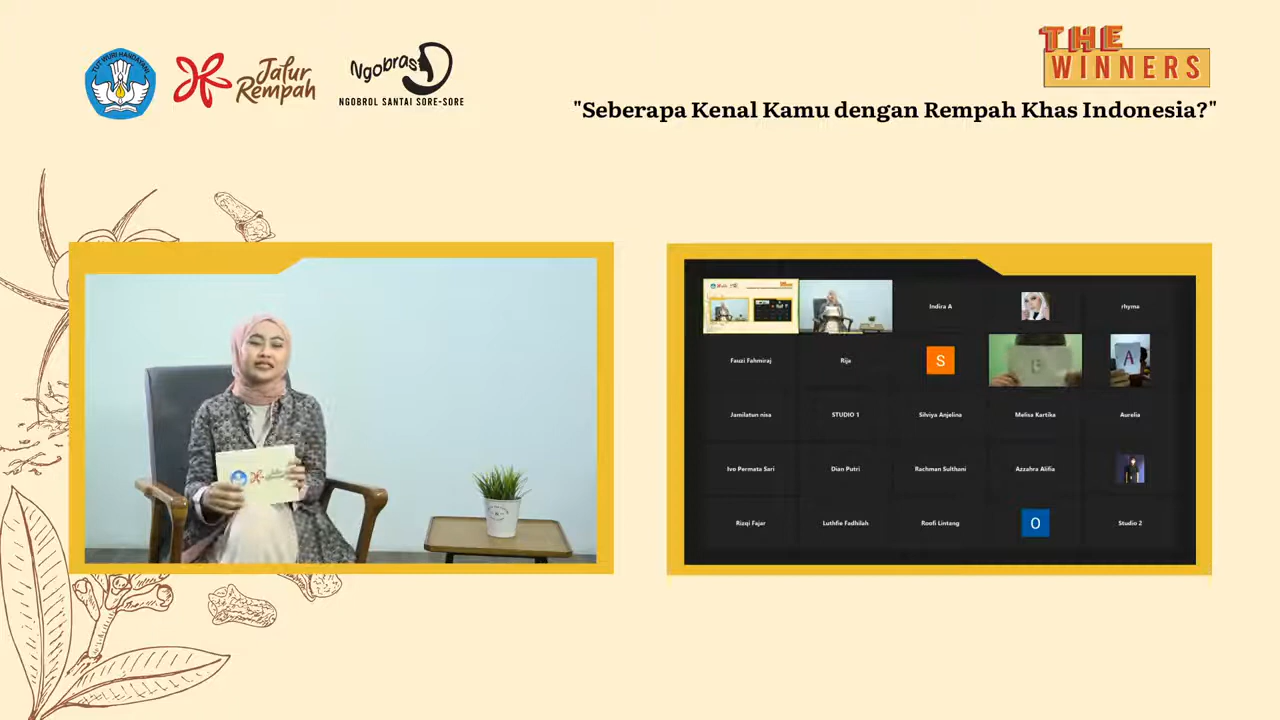 TUT WURI HANDAYANI
Jalur
Rempah
Ngobras
NGOBROL SANTAI SORE-SORE
THE
WINNERS
"Seberapa Kenal Kamu dengan Rempah Khas Indonesia?"
Jalur
Indira A
rhyma
Fauzi Fahmiraj
Rija
S
E
A
Jamilatun nisa
STUDIO 1
Silviya Anjelina
Melisa Kartika
Aurelia
Ivo Permata Sari
Dian Putri
Rachman Sulthani
Azzahra Alifia
Rizqi Fajar
Luthfie Fadhilah
Roofi Lintang
O
Studio 2